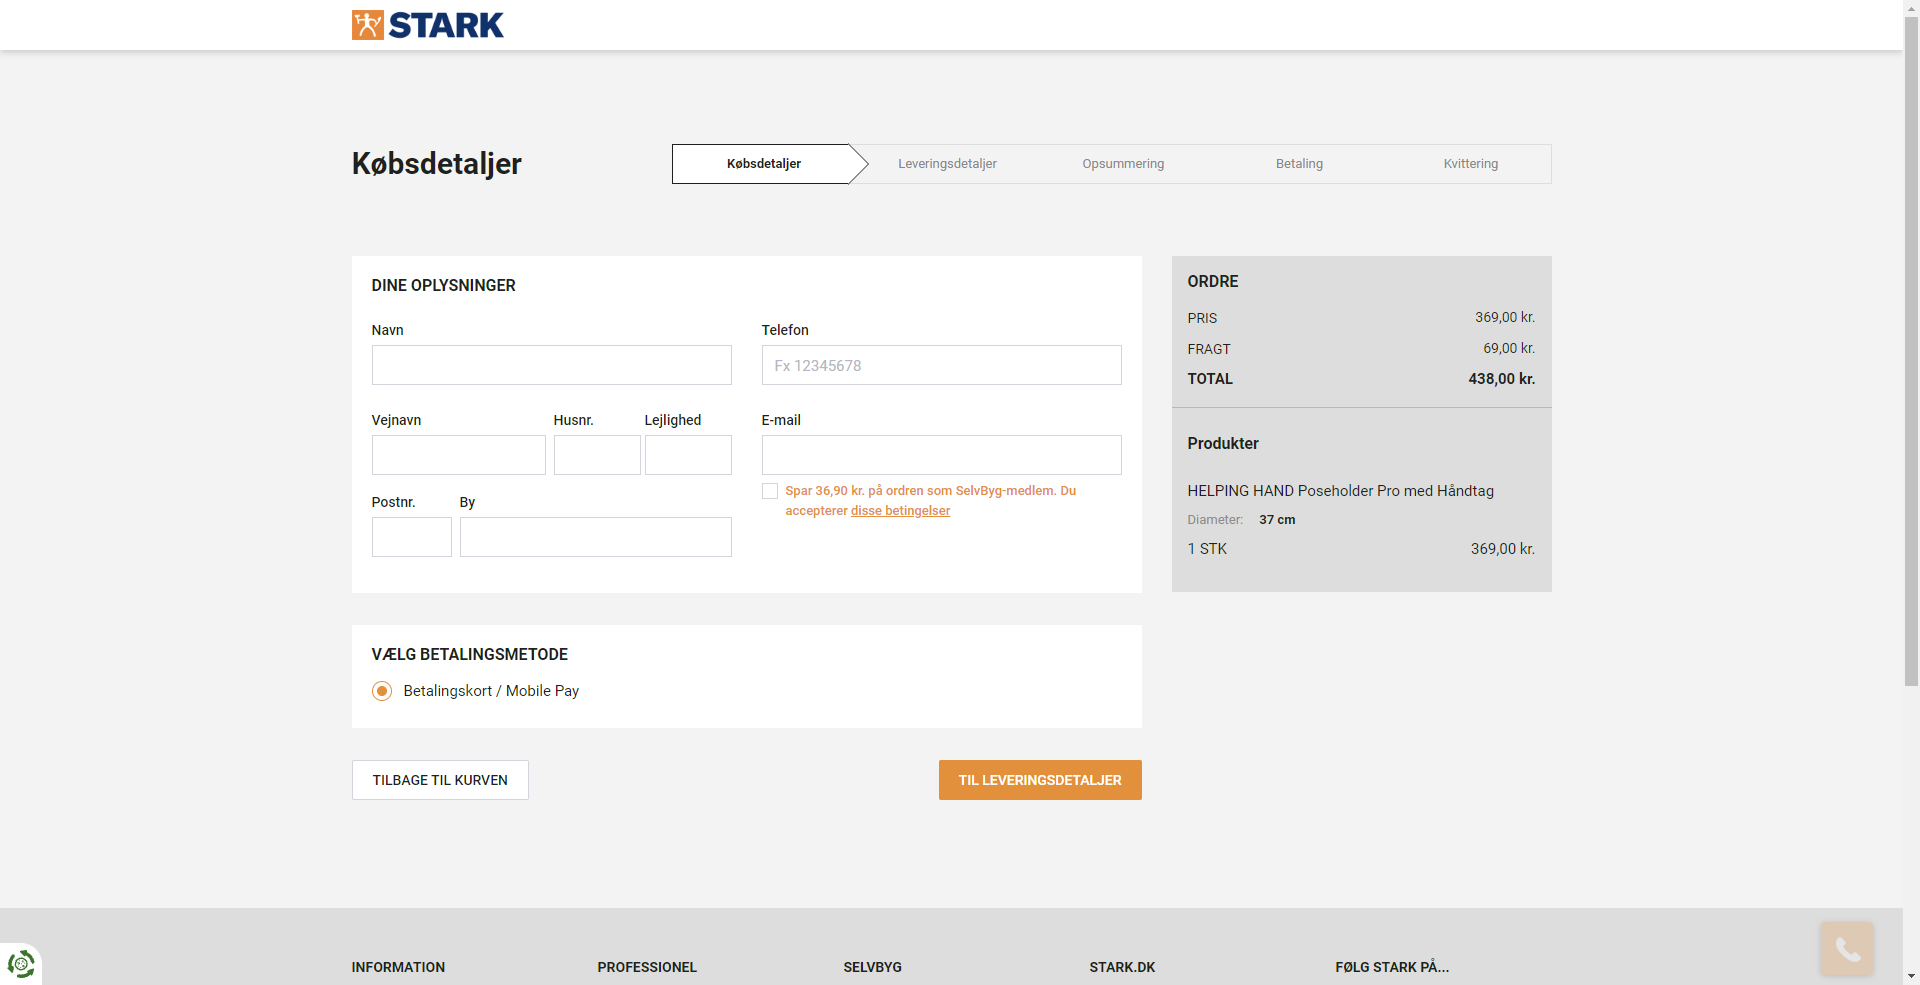 STARK
Købsdetaljer
Købsdetaljer
Leveringsdetaljer
Opsummering
Betaling
Kvittering
DINE OPLYSNINGER
Navn
Telefon
Fx 12345678
Vejnavn
Husnr.
Lejlighed
E-mail
Spar 36,90 kr. på ordren som SelvByg-medlem. Du
accepterer disse betingelser
Postnr.
By
VÆLG BETALINGSMETODE
Betalingskort / Mobile Pay
TILBAGE TIL KURVEN
TIL LEVERINGSDETALJER
ORDRE
PRIS 369,00 kr.
FRAGT 69,00 kr.
TOTAL 438,00 kr.
Produkter
HELPING HAND Poseholder Pro med Håndtag
Diameter: 37 cm
1 STK 369,00 kr.
INFORMATION
PROFESSIONEL
SELVBYG
STARK.DK
FØLG STARK PÅ...